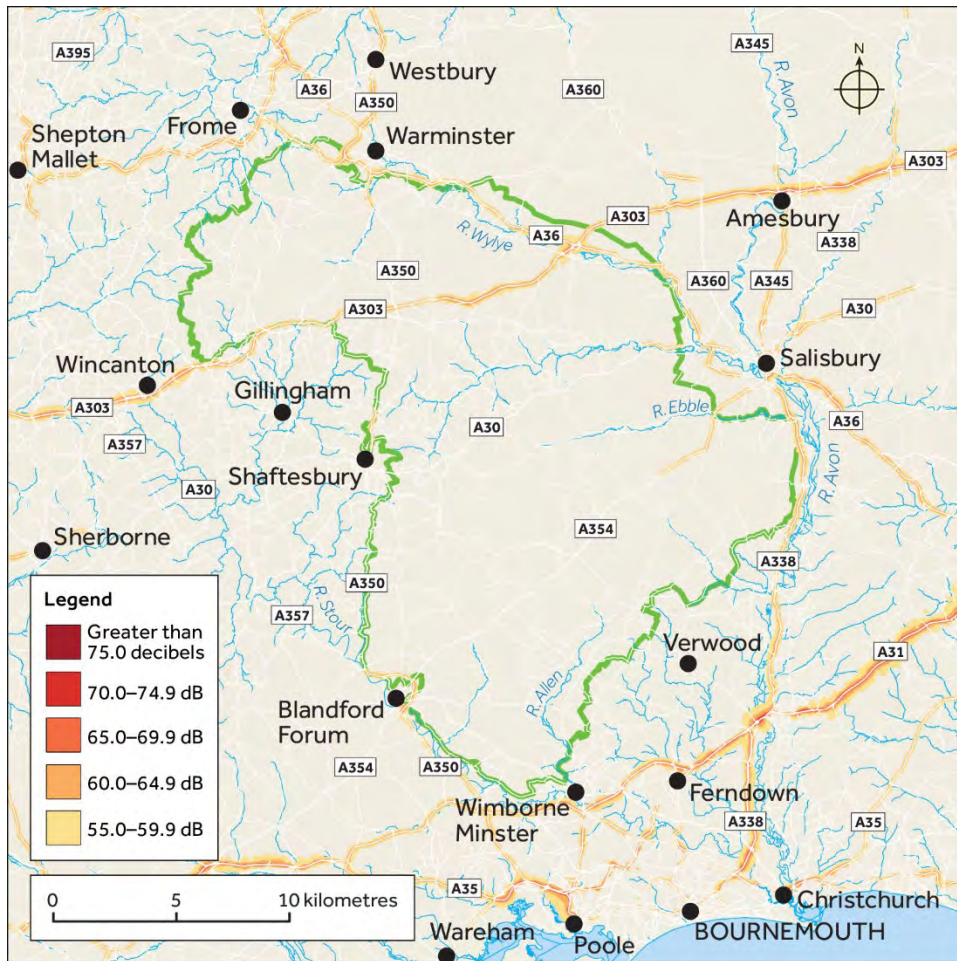 A395
A345
R. Avon
N
Westbury
A36
A350
A360
Frome
Shepton
Mallet
Warminster
A303
Amesbury
A303
R. Wylye
A36
A338
A350
A360
A345
A303
A30
Wincanton
Salisbury
Gillingham
A303
R. Ebble
A357
A30
A36
Shaftesbury
R. Avon
A30
Sherborne
A354
A350
A338
R. Stour
A357
Verwood
A31
R. Allen
Blandford
Forum
A354
A350
Ferndown
Wimborne
Minster
A338
A35
A35
Christchurch
BOURNEMOUTH
Wareham
Poole
Legend
Greater than
75.0 decibels
70.0–74.9 dB
65.0–69.9 dB
60.0–64.9 dB
55.0–59.9 dB
0 5 10 kilometres